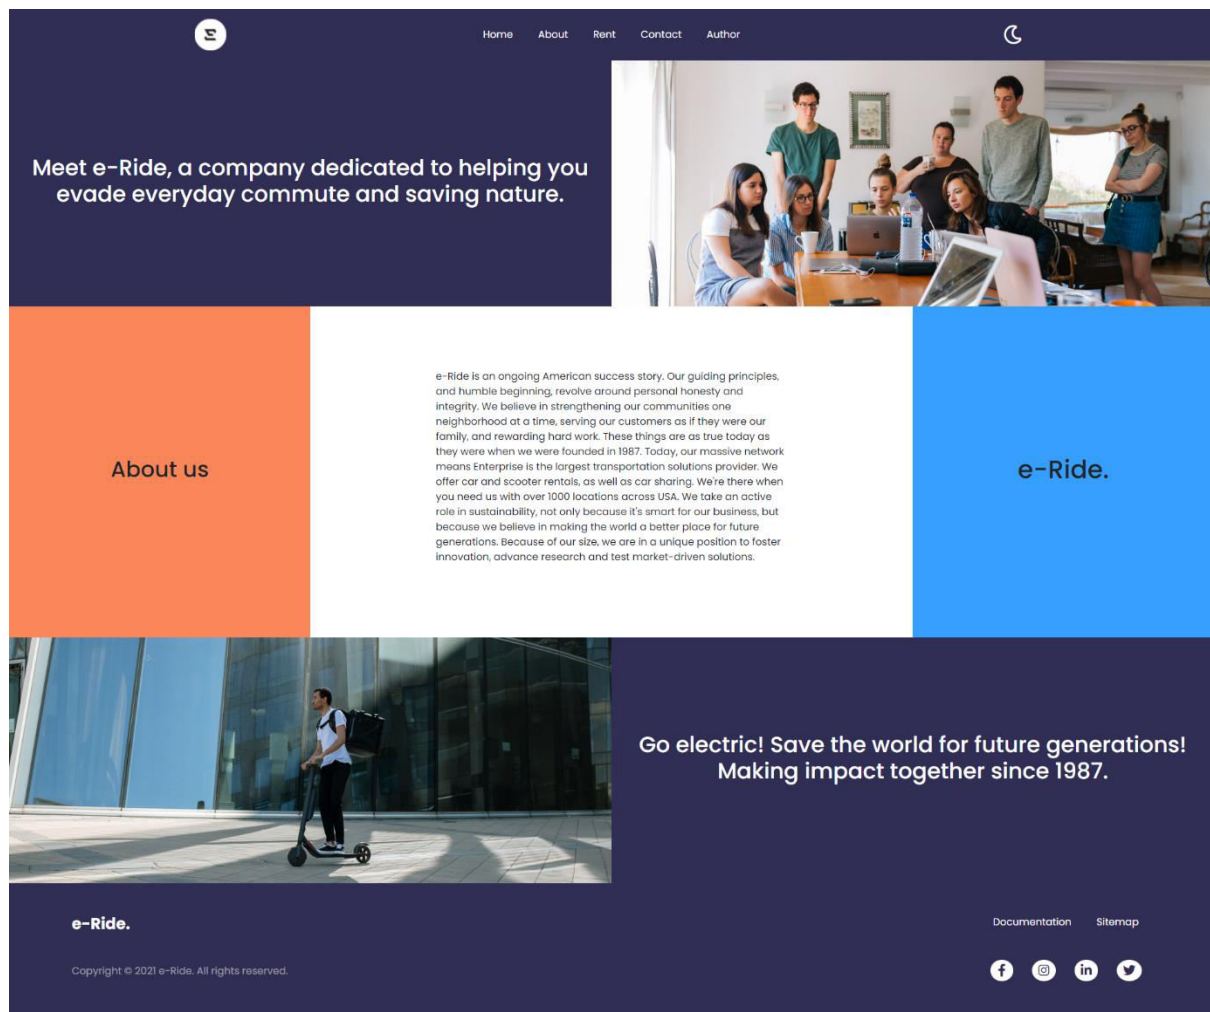 Home About Rent Contact Author
Meet e-Ride, a company dedicated to helping you
evade everyday commute and saving nature.
About us
e-Ride is an ongoing American success story. Our guiding principles,
and humble beginning, revolve around personal honesty and
integrity. We believe in strengthening our communities one
neighborhood at a time, serving our customers as if they were our
family, and rewarding hard work. These things are as true today as
they were when we were founded in 1987. Today, our massive network
means Enterprise is the largest transportation solutions provider. We
offer car and scooter rentals, as well as car sharing. We're there when
you need us with over 1000 locations across USA. We take an active
role in sustainability, not only because it's smart for our business, but
because we believe in making the world a better place for future
generations. Because of our size, we are in a unique position to foster
innovation, advance research and test market-driven solutions.
e-Ride.
Go electric! Save the world for future generations!
Making impact together since 1987.
e-Ride.
Documentation Sitemap
Copyright © 2021 e-Ride. All rights reserved.